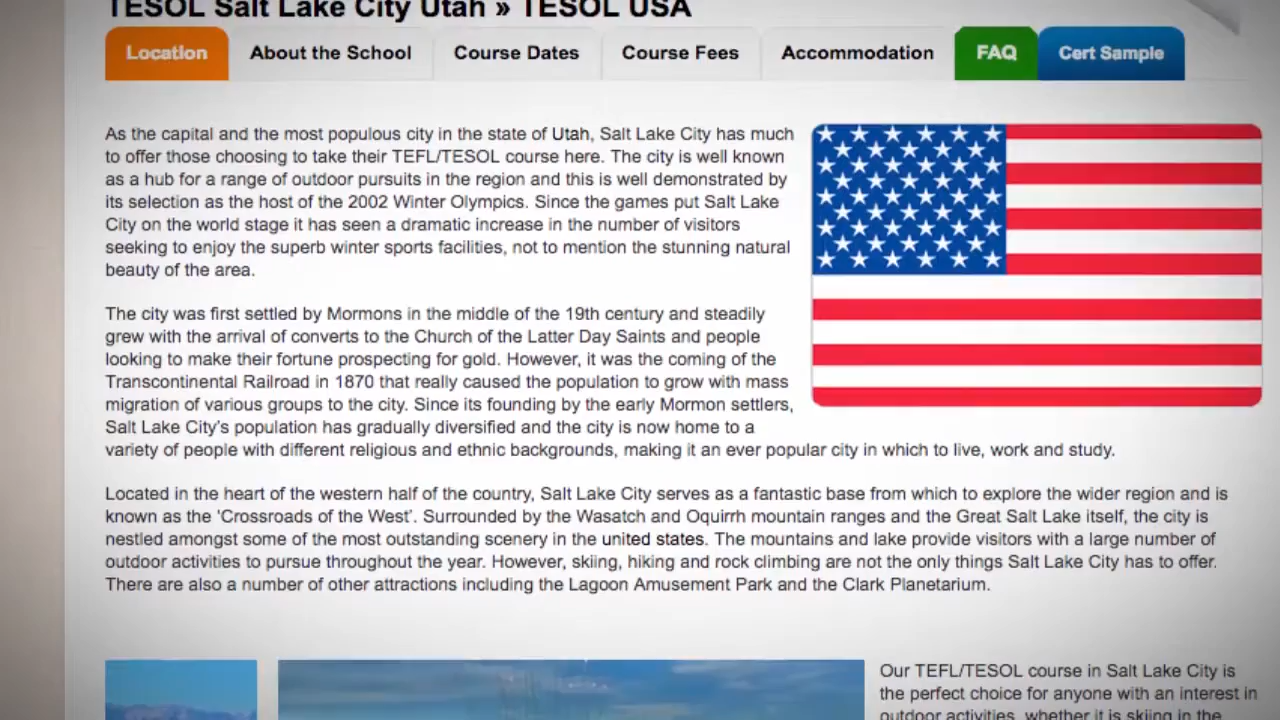 TESOL Salt Lake City Utah » TESOL USA
Location About the School Course Dates Course Fees Accommodation FAQ Cert Sample
As the capital and the most populous city in the state of Utah, Salt Lake City has much
to offer those choosing to take their TEFL/TESOL course here. The city is well known
as a hub for a range of outdoor pursuits in the region and this is well demonstrated by
its selection as the host of the 2002 Winter Olympics. Since the games put Salt Lake
City on the world stage it has seen a dramatic increase in the number of visitors
seeking to enjoy the superb winter sports facilities, not to mention the stunning natural
beauty of the area.
The city was first settled by Mormons in the middle of the 19th century and steadily
grew with the arrival of converts to the Church of the Latter Day Saints and people
looking to make their fortune prospecting for gold. However, it was the coming of the
Transcontinental Railroad in 1870 that really caused the population to grow with mass
migration of various groups to the city. Since its founding by the early Mormon settlers,
Salt Lake City's population has gradually diversified and the city is now home to a
variety of people with different religious and ethnic backgrounds, making it an ever popular city in which to live, work and study.
Located in the heart of the western half of the country, Salt Lake City serves as a fantastic base from which to explore the wider region and is
known as the 'Crossroads of the West'. Surrounded by the Wasatch and Oquirrh mountain ranges and the Great Salt Lake itself, the city is
nestled amongst some of the most outstanding scenery in the united states. The mountains and lake provide visitors with a large number of
outdoor activities to pursue throughout the year. However, skiing, hiking and rock climbing are not the only things Salt Lake City has to offer.
There are also a number of other attractions including the Lagoon Amusement Park and the Clark Planetarium.
Our TEFL/TESOL course in Salt Lake City is
the perfect choice for anyone with an interest in
outdoor activities, whether it is skiing in the